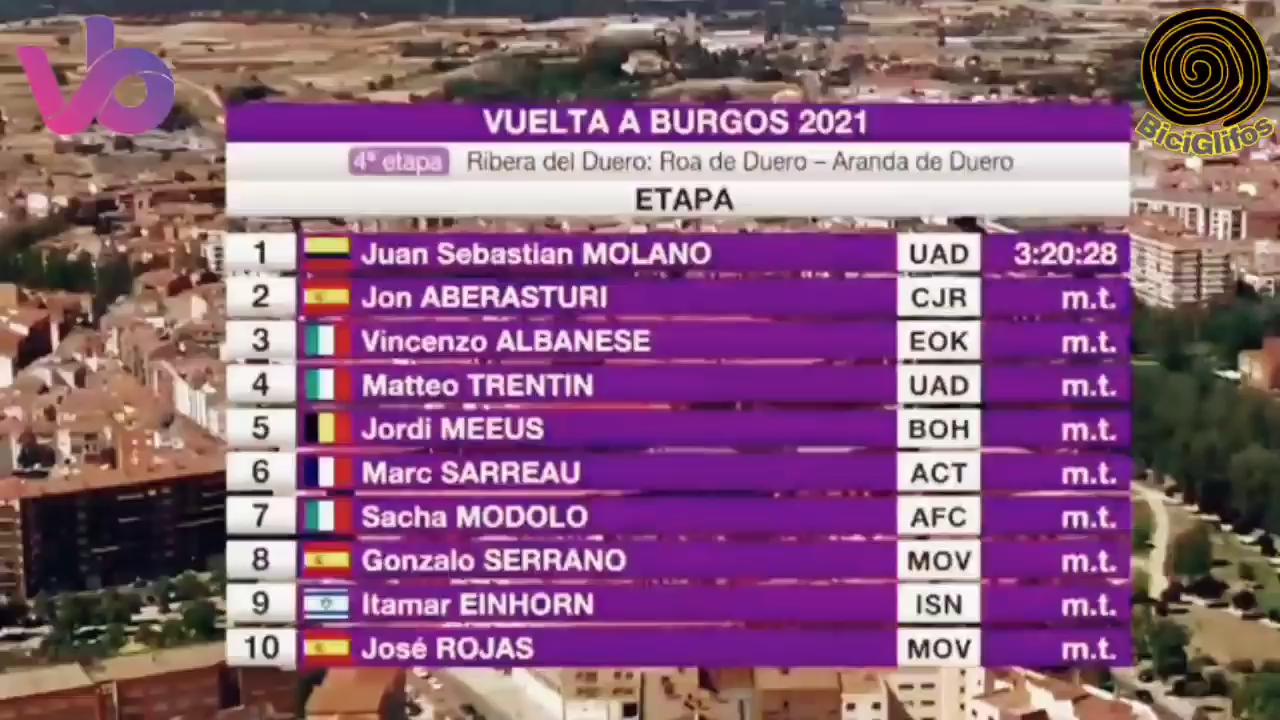 vb
BiciGlifos
VUELTA A BURGOS 2021
4ª etapa Ribera del Duero: Roa de Duero – Aranda de Duero
ETAPA
1 Juan Sebastian MOLANO UAD 3:20:28
2 Jon ABERASTURI CJR m.t.
3 Vincenzo ALBANESE EOK m.t.
4 Matteo TRENTIN UAD m.t.
5 Jordi MEEUS BOH m.t.
6 Marc SARREAU ACT m.t.
7 Sacha MODOLO AFC m.t.
8 Gonzalo SERRANO MOV m.t.
9 Itamar EINHORN ISN m.t.
10 José ROJAS MOV m.t.